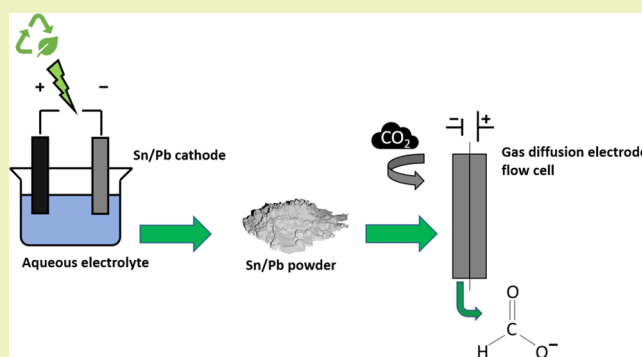 + −
Sn/Pb cathode
Aqueous electrolyte
Sn/Pb powder
CO2
− +
Gas diffusion electrode
flow cell
O
C
H O−